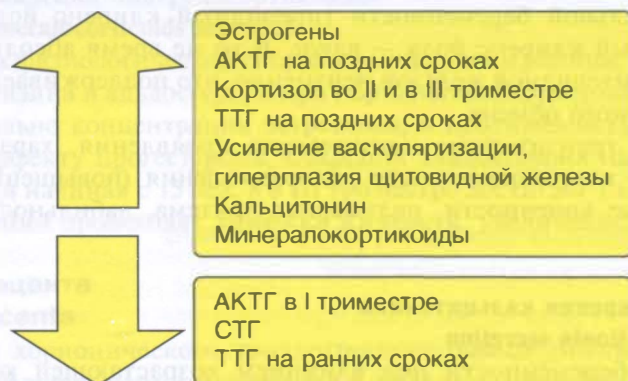 Эстрогены
АКТГ на поздних сроках
Кортизол во II и в III триместре
ТТГ на поздних сроках
Усиление васкуляризации,
гиперплазия щитовидной железы
Кальцитонин
Минералокортикоиды
АКТГ в I триместре
СТГ
ТТГ на ранних сроках